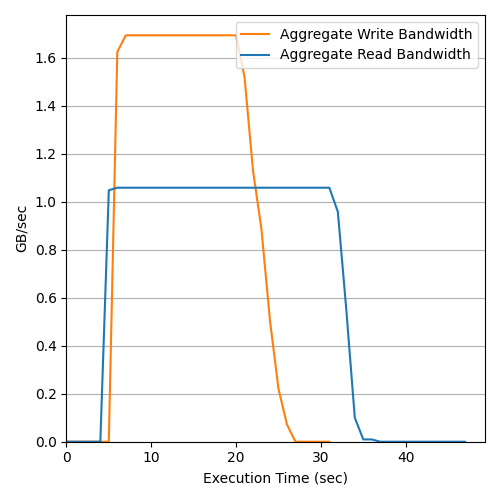 Aggregate Write Bandwidth
Aggregate Read Bandwidth
GB/sec
1.6
1.4
1.2
1.0
0.8
0.6
0.4
0.2
0.0
0 10 20 30 40
Execution Time (sec)